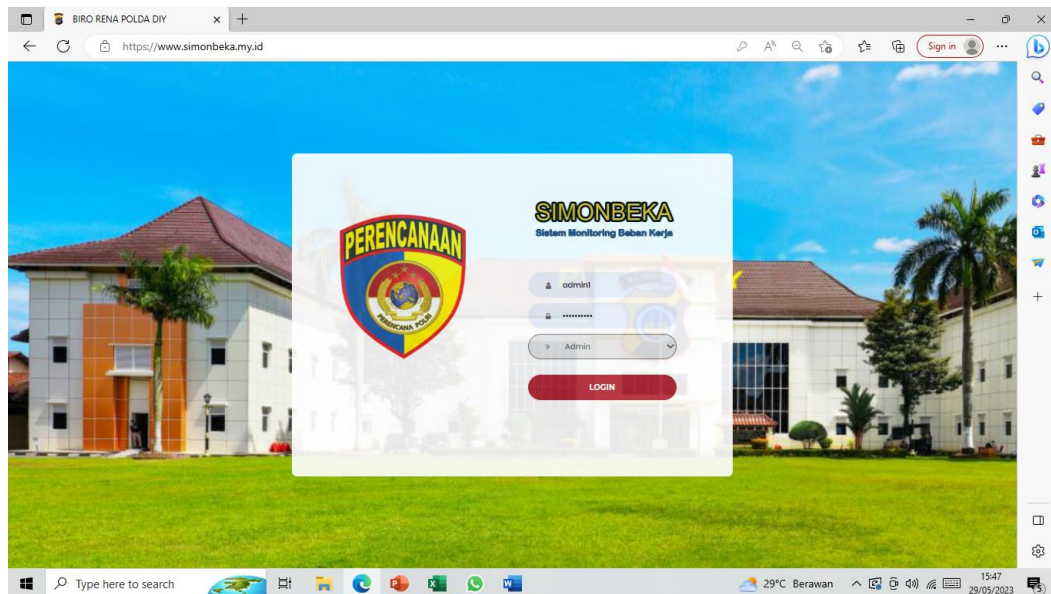 BIRO RENA POLDA DIY
https://www.simonbeka.my.id
Sign in
PERENCANAAN
PERENCANA POLRI
SIMONBEKA
Sistem Monitoring Beban Kerja
admin1
Admin
LOGIN
Type here to search
29°C Berawan
15:47
29/05/2023